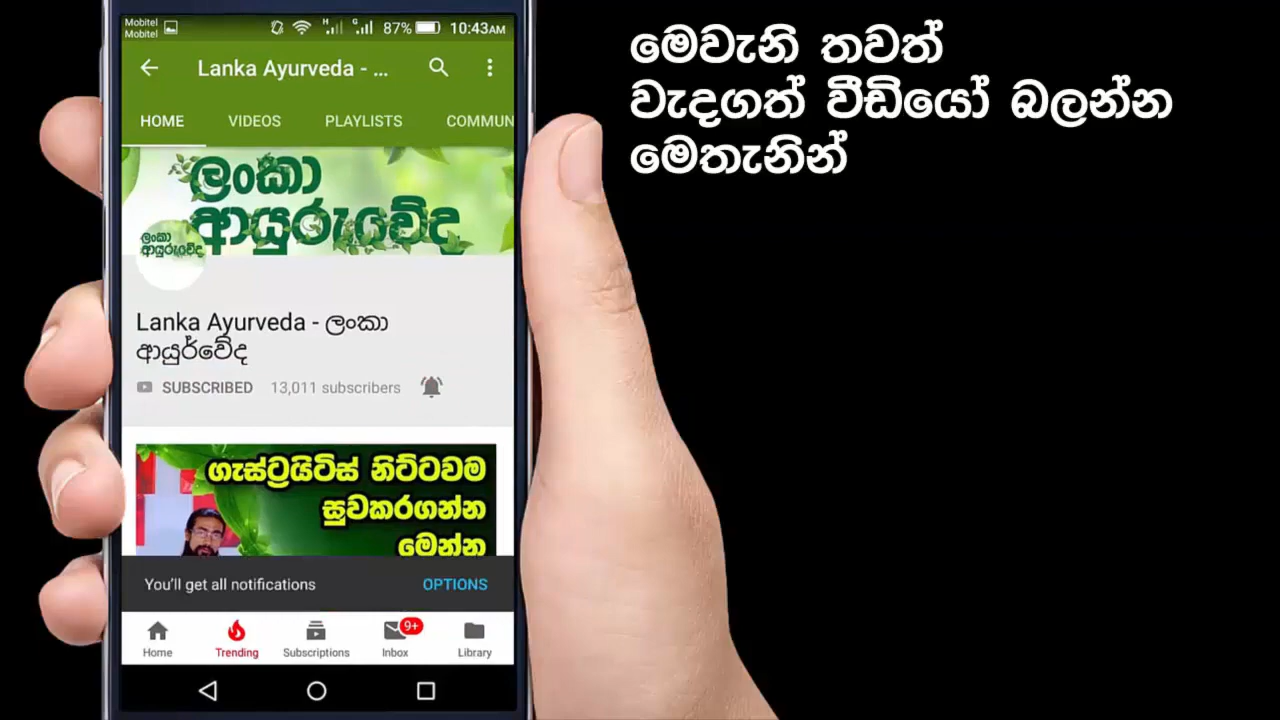 Mobitel
Mobitel
H
G
87%
10:43AM
Lanka Ayurveda - ...
HOME VIDEOS PLAYLISTS COMMUN
ලංකා
ආයුරුවේද
ලංකා
ආයුරුවේද
Lanka Ayurveda - ලංකා
ආයුර්වේද
SUBSCRIBED 13,011 subscribers
ගැස්ට්‍රයිටිස් නිට්ටවම
සුවකරගන්න
මෙන්න
You'll get all notifications OPTIONS
9+
Home Trending Subscriptions Inbox Library
මෙවැනි තවත්
වැදගත් වීඩියෝ බලන්න
මෙතැනින්